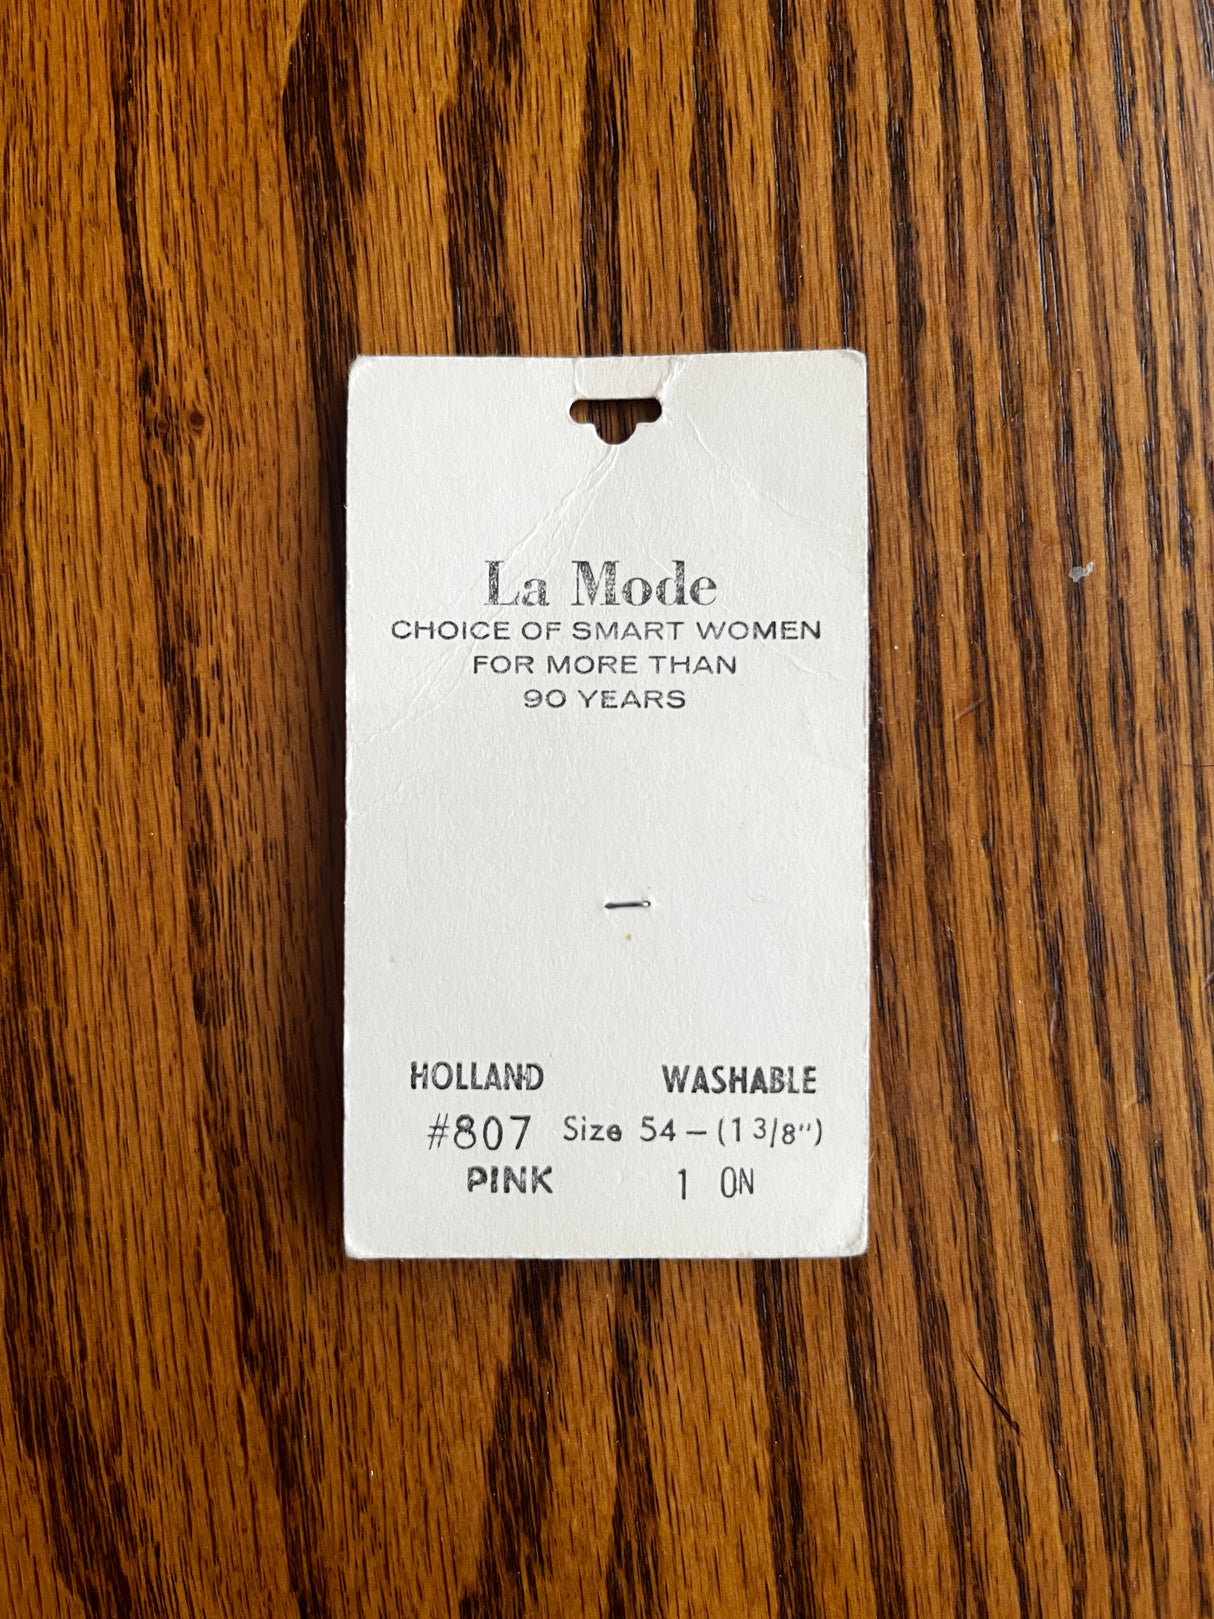 La Mode
CHOICE OF SMART WOMEN
FOR MORE THAN
90 YEARS
HOLLAND WASHABLE
#807 Size 54 – (1 3/8")
PINK 1 ON